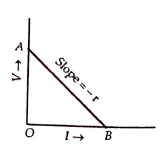 A
V→
Slope = – r
O
I→
B